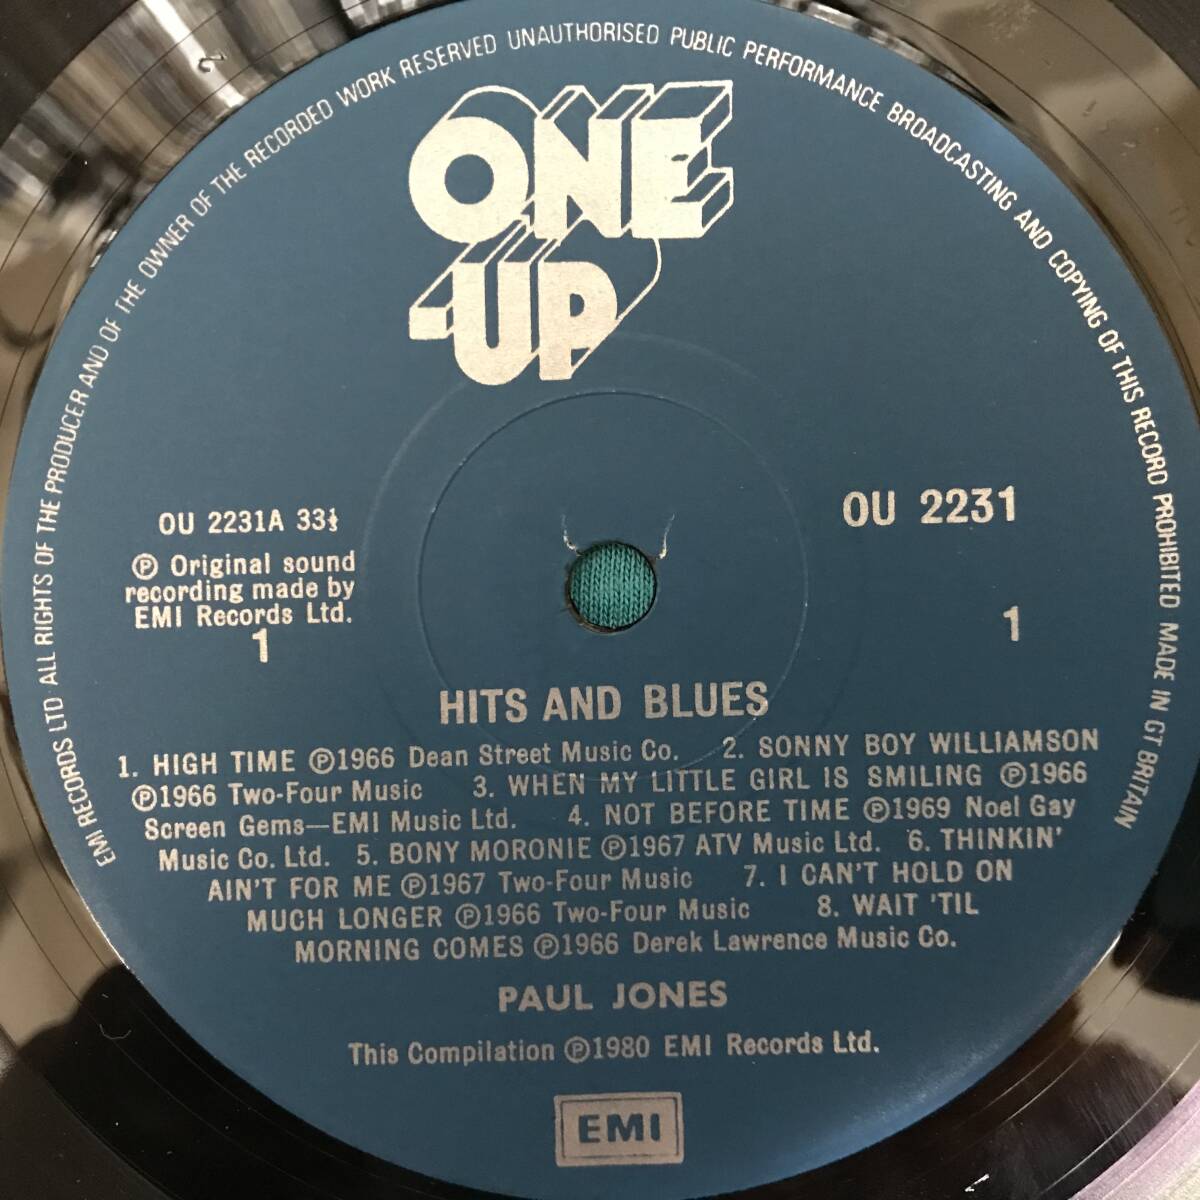 EMI RECORDS LTD ALL RIGHTS OF THE PRODUCER AND OF THE OWNER OF THE RECORDED WORK RESERVED UNAUTHORISED PUBLIC PERFORMANCE BROADCASTING AND COPYING OF THIS RECORD PROHIBITED MADE IN GT BRITAIN
ONE
-UP
OU 2231A 33⅓
OU 2231
℗ Original sound
recording made by
EMI Records Ltd.
1
1
HITS AND BLUES
1. HIGH TIME ℗1966 Dean Street Music Co. 2. SONNY BOY WILLIAMSON
℗1966 Two-Four Music 3. WHEN MY LITTLE GIRL IS SMILING ℗1966
Screen Gems—EMI Music Ltd. 4. NOT BEFORE TIME ℗1969 Noel Gay
Music Co. Ltd. 5. BONY MORONIE ℗1967 ATV Music Ltd. 6. THINKIN'
AIN'T FOR ME ℗1967 Two-Four Music 7. I CAN'T HOLD ON
MUCH LONGER ℗1966 Two-Four Music 8. WAIT 'TIL
MORNING COMES ℗1966 Derek Lawrence Music Co.
PAUL JONES
This Compilation ℗1980 EMI Records Ltd.
EMI